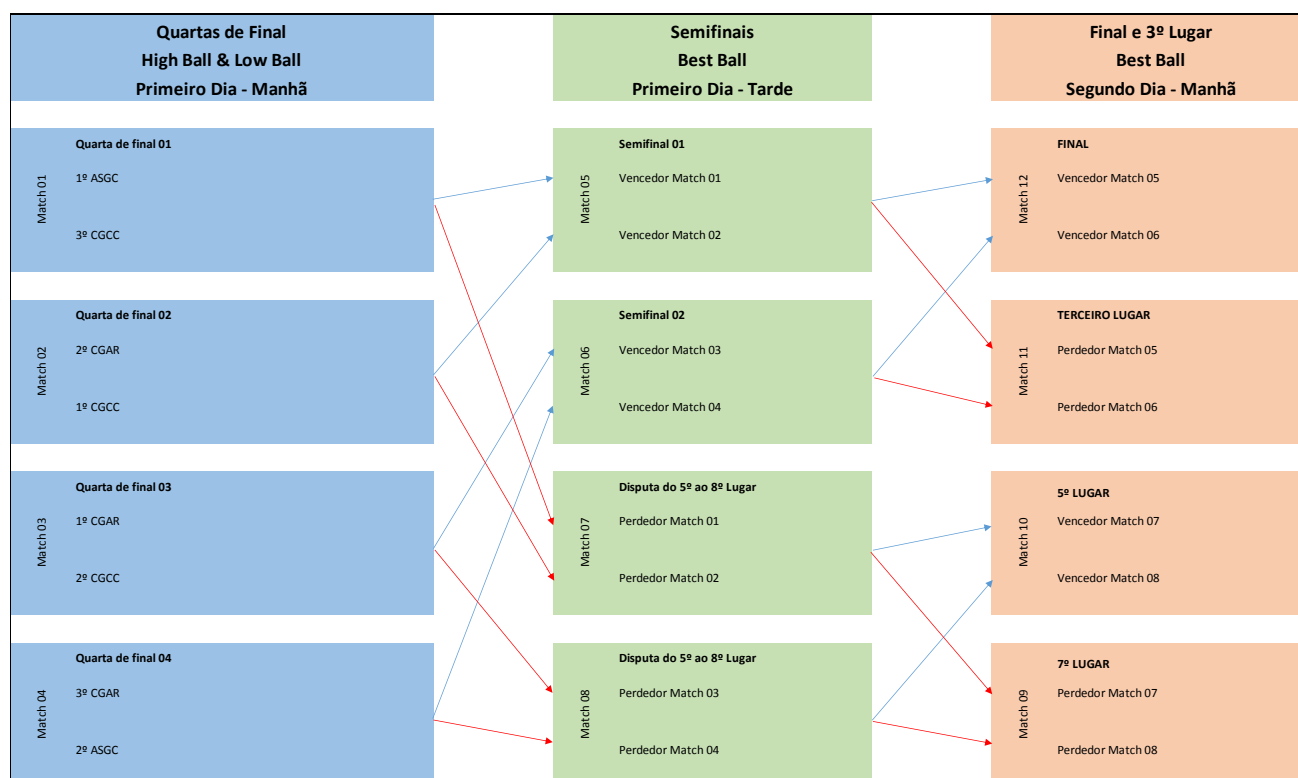 Quartas de Final
High Ball & Low Ball
Primeiro Dia - Manhã
Semifinais
Best Ball
Primeiro Dia - Tarde
Final e 3º Lugar
Best Ball
Segundo Dia - Manhã
Match 01
Quarta de final 01
1º ASGC
3º CGCC
Match 05
Semifinal 01
Vencedor Match 01
Vencedor Match 02
Match 12
FINAL
Vencedor Match 05
Vencedor Match 06
Match 02
Quarta de final 02
2º CGAR
1º CGCC
Match 06
Semifinal 02
Vencedor Match 03
Vencedor Match 04
Match 11
TERCEIRO LUGAR
Perdedor Match 05
Perdedor Match 06
Match 03
Quarta de final 03
1º CGAR
2º CGCC
Match 07
Disputa do 5º ao 8º Lugar
Perdedor Match 01
Perdedor Match 02
Match 10
5º LUGAR
Vencedor Match 07
Vencedor Match 08
Match 04
Quarta de final 04
3º CGAR
2º ASGC
Match 08
Disputa do 5º ao 8º Lugar
Perdedor Match 03
Perdedor Match 04
Match 09
7º LUGAR
Perdedor Match 07
Perdedor Match 08